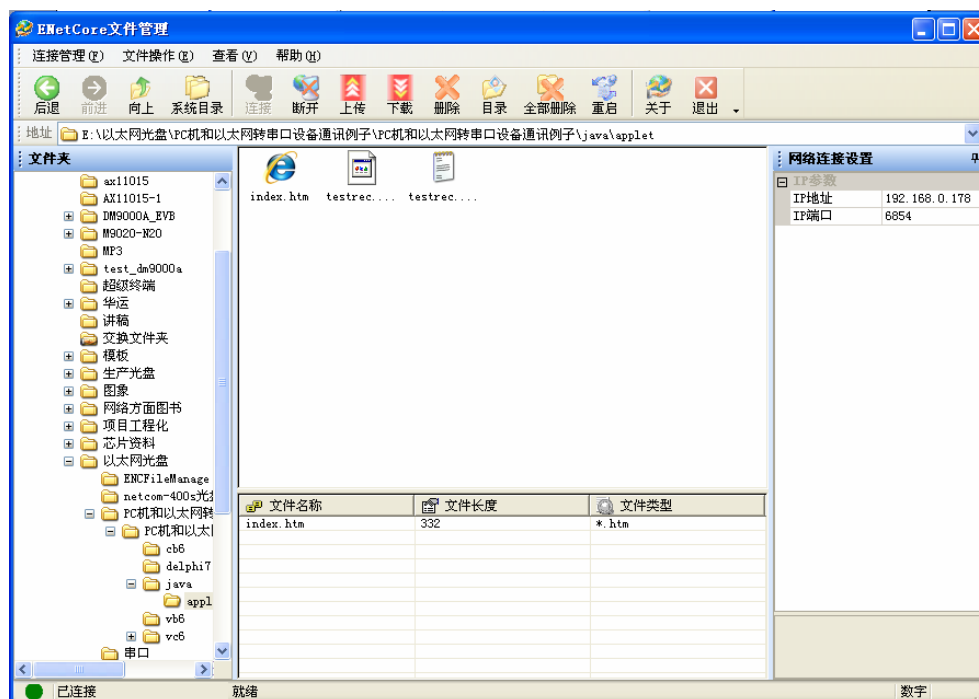 ENetCore文件管理
连接管理(F) 文件操作(E) 查看(V) 帮助(H)
后退 前进 向上 系统目录 连接 断开 上传 下载 删除 目录 全部删除 重启 关于 退出
地址 E:\以太网光盘\PC机和以太网转串口设备通讯例子\PC机和以太网转串口设备通讯例子\java\applet
文件夹
ax11015
AX11015-1
DM9000A_EVB
M9020-N20
MP3
test_dm9000a
超级终端
华运
讲稿
交换文件夹
模板
生产光盘
图象
网络方面图书
项目工程化
芯片资料
以太网光盘
ENCFileManage
netcom-400s光
PC机和以太网转
PC机和以太
cb6
delphi7
java
appl
vb6
vc6
串口
index.htm testrec.... testrec....
文件名称 文件长度 文件类型
index.htm 332 *.htm
网络连接设置
IP参数
IP地址 192.168.0.178
IP端口 6854
已连接 就绪 数字